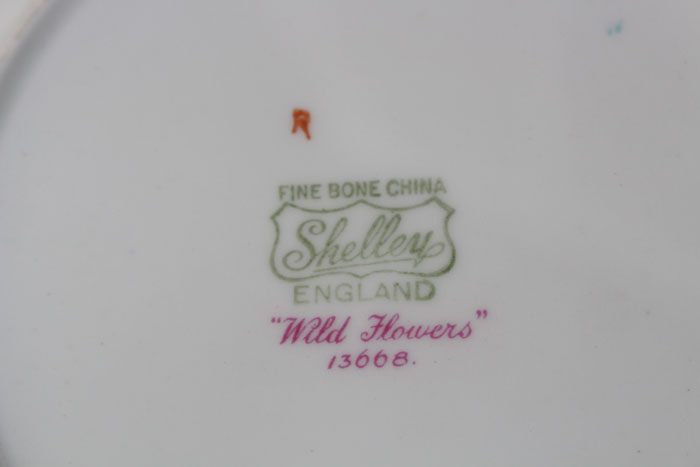 R
FINE BONE CHINA
Shelley
ENGLAND
"Wild Flowers"
13668.